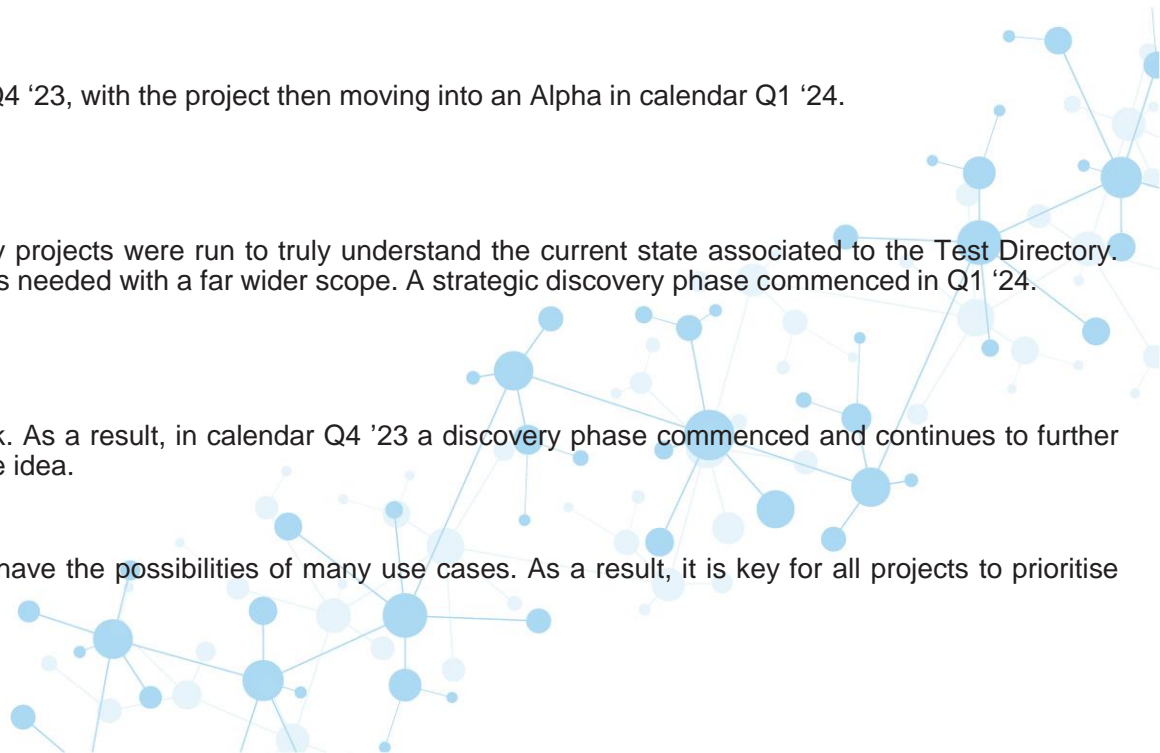 4 ‘23, with the project then moving into an Alpha in calendar Q1 ‘24.
projects were run to truly understand the current state associated to the Test Directory.
needed with a far wider scope. A strategic discovery phase commenced in Q1 ‘24.
As a result, in calendar Q4 ’23 a discovery phase commenced and continues to further
idea.
have the possibilities of many use cases. As a result, it is key for all projects to prioritise